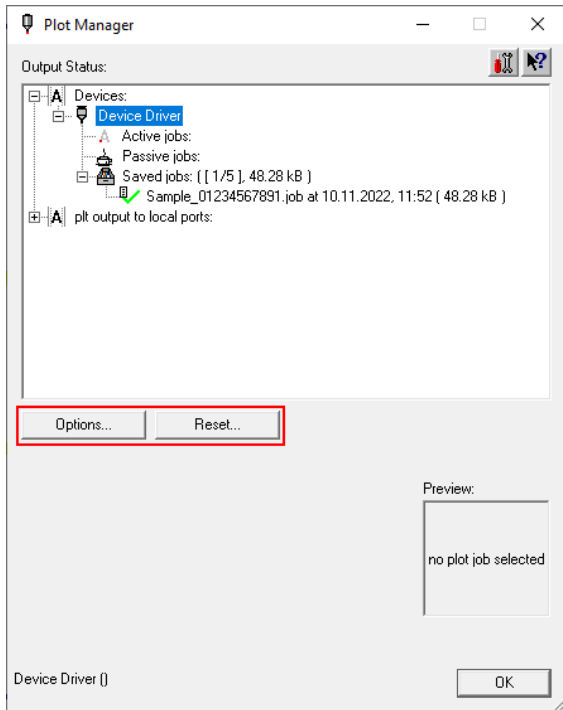 Plot Manager
Output Status:
Devices:
Device Driver
Active jobs:
Passive jobs:
Saved jobs: ( [ 1/5 ], 48.28 kB )
Sample_01234567891.job at 10.11.2022, 11:52 ( 48.28 kB )
plt output to local ports:
Options...
Reset...
Preview:
no plot job selected
Device Driver ()
OK